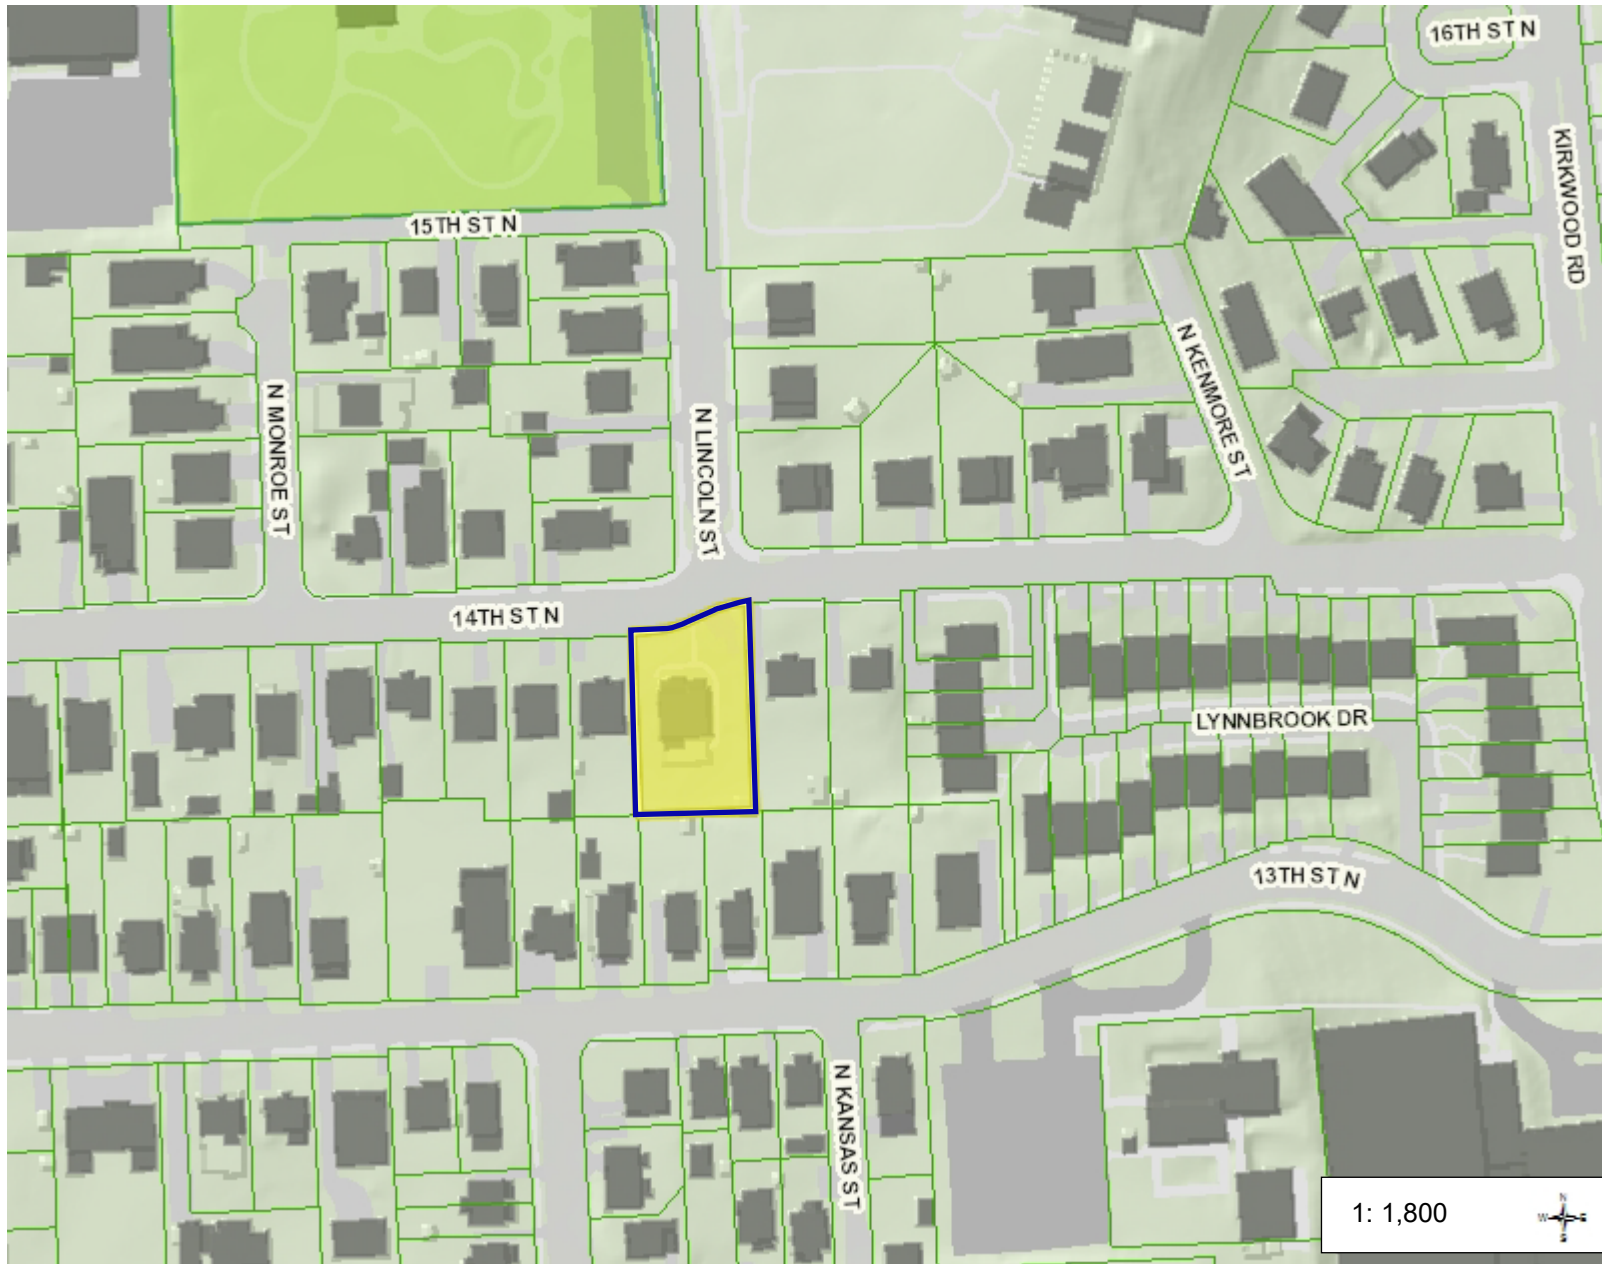 16TH ST N
KIRKWOOD RD
15TH ST N
N KENMORE ST
N MONROE ST
N LINCOLN ST
14TH ST N
LYNNBROOK DR
13TH ST N
N KANSAS ST
1: 1,800
N
W
E
S